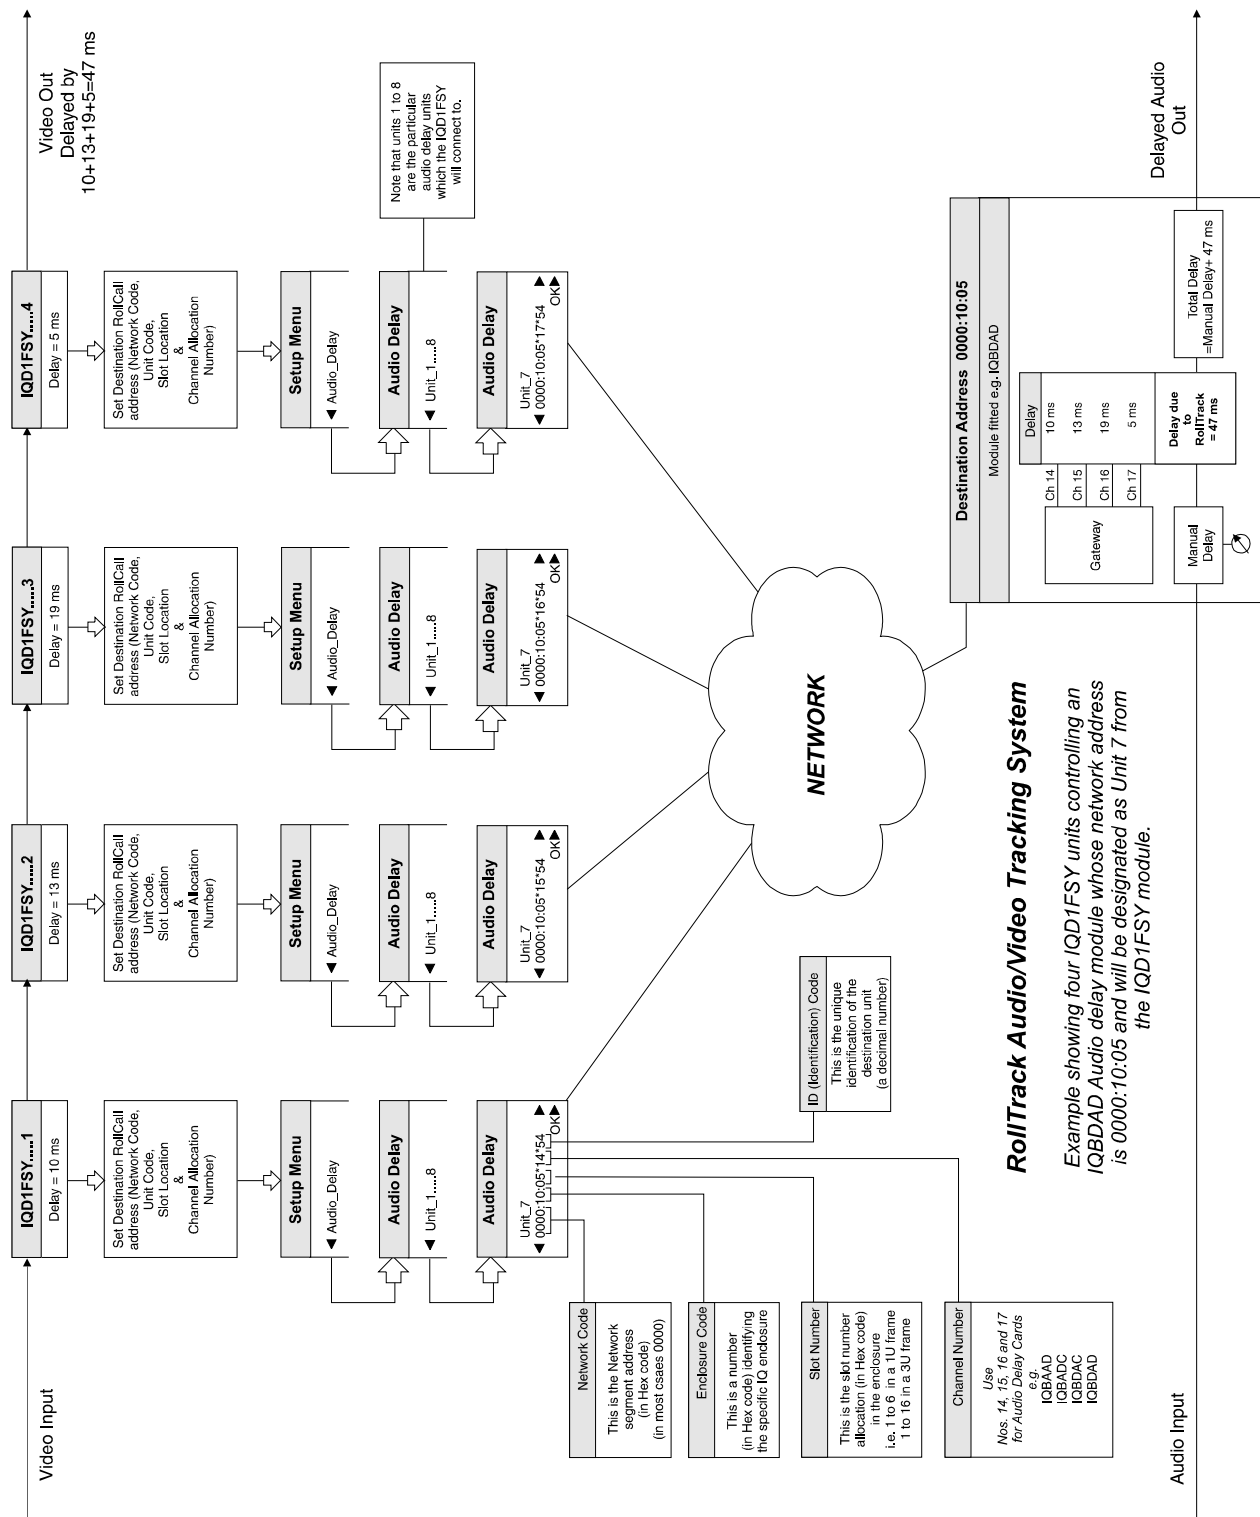 Video Input
IQD1FSY.....1
Delay = 10 ms
Set Destination RollCall
address (Network Code,
Unit Code,
Slot Location
&
Channel Allocation
Number)
Setup Menu
◀ Audio_Delay
Audio Delay
◀ Unit_1.....8
Audio Delay
Unit_7
◀ 0000:10:05*14*54 ▶
OK▶
IQD1FSY.....2
Delay = 13 ms
Set Destination RollCall
address (Network Code,
Unit Code,
Slot Location
&
Channel Allocation
Number)
Setup Menu
◀ Audio_Delay
Audio Delay
◀ Unit_1.....8
Audio Delay
Unit_7
◀ 0000:10:05*15*54 ▶
OK▶
IQD1FSY......3
Delay = 19 ms
Set Destination RollCall
address (Network Code,
Unit Code,
Slot Location
&
Channel Allocation
Number)
Setup Menu
◀ Audio_Delay
Audio Delay
◀ Unit_1.....8
Audio Delay
Unit_7
◀ 0000:10:05*16*54 ▶
OK▶
IQD1FSY.....4
Delay = 5 ms
Set Destination RollCall
address (Network Code,
Unit Code,
Slot Location
&
Channel Allocation
Number)
Setup Menu
◀ Audio_Delay
Audio Delay
◀ Unit_1.....8
Audio Delay
Unit_7
◀ 0000:10:05*17*54 ▶
OK▶
Video Out
Delayed by
10+13+19+5=47 ms
Note that units 1 to 8
are the particular
audio delay units
which the IQD1FSY
will connect to.
Network Code
This is the Network
segment address
(in Hex code)
(in most csaes 0000)
Enclosure Code
This is a number
(in Hex code) identifying
the specific IQ enclosure
Slot Number
This is the slot number
allocation (in Hex code)
in the enclosure
i.e. 1 to 6 in a 1U frame
1 to 16 in a 3U frame
Channel Number
Use
Nos. 14, 15, 16 and 17
for Audio Delay Cards
e.g.
IQBAAD
IQBADC
IQBDAC
IQBDAD
ID (Identification) Code
This is the unique
identification of the
destination unit
(a decimal number)
NETWORK
RollTrack Audio/Video Tracking System
Example showing four IQD1FSY units controlling an
IQBDAD Audio delay module whose network address
is 0000:10:05 and will be designated as Unit 7 from
the IQD1FSY module.
Destination Address 0000:10:05
Module fitted e.g. IQBDAD
Gateway
Delay
Ch 14 10 ms
Ch 15 13 ms
Ch 16 19 ms
Ch 17 5 ms
Manual
Delay
Delay due
to
RollTrack
= 47 ms
Total Delay
=Manual Delay+ 47 ms
Audio Input
Delayed Audio
Out